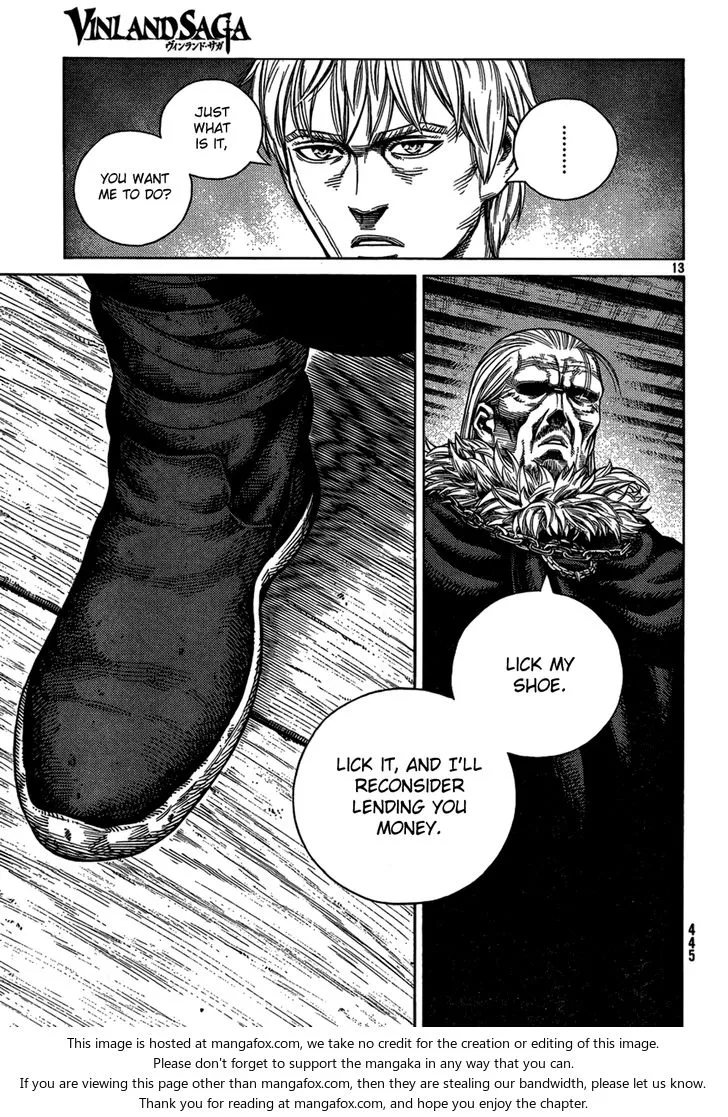 VINLAND SAGA
ヴィンランド・サガ
JUST
WHAT
IS IT,
YOU WANT
ME TO DO?
.........
13
LICK MY
SHOE.
LICK IT, AND I'LL
RECONSIDER
LENDING YOU
MONEY.
445
This image is hosted at mangafox.com, we take no credit for the creation or editing of this image.
Please don't forget to support the mangaka in any way that you can.
If you are viewing this page other than mangafox.com, then they are stealing our bandwidth, please let us know.
Thank you for reading at mangafox.com, and hope you enjoy the chapter.